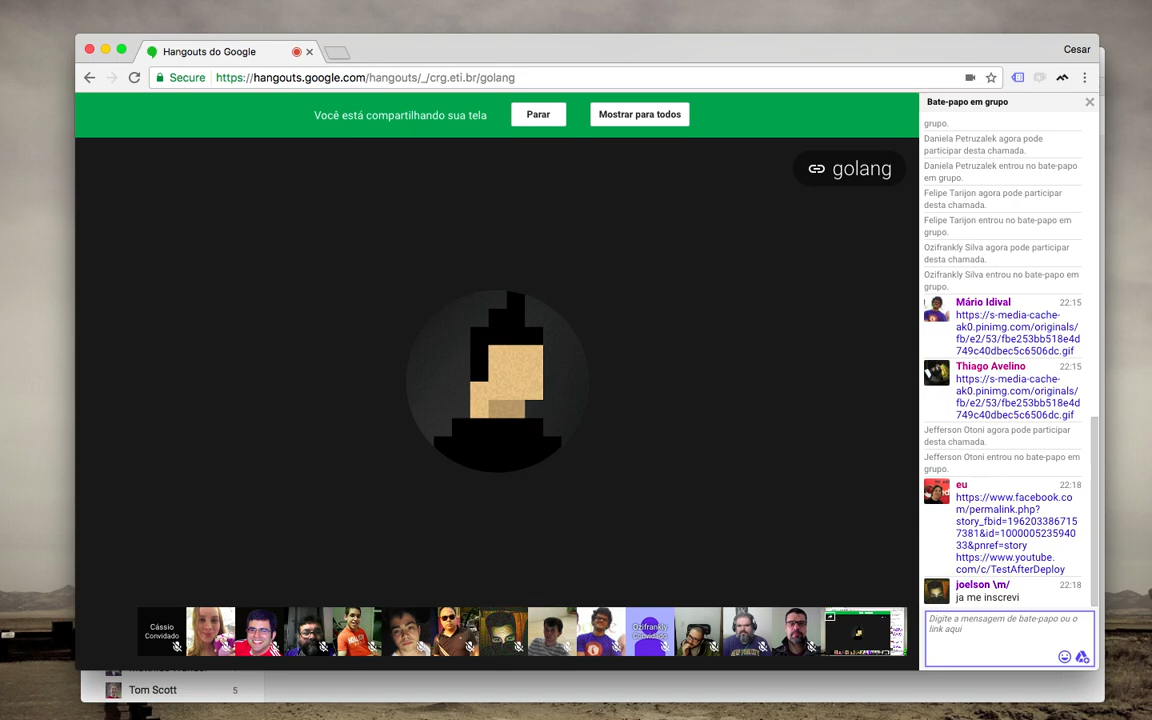 Hangouts do Google
Cesar
Secure
https://hangouts.google.com/hangouts/_/crg.eti.br/golang
Você está compartilhando sua tela
Parar
Mostrar para todos
golang
Bate-papo em grupo
grupo.
Daniela Petruzalek agora pode
participar desta chamada.
Daniela Petruzalek entrou no bate-papo
em grupo.
Felipe Tarijon agora pode participar
desta chamada.
Felipe Tarijon entrou no bate-papo em
grupo.
Ozifrankly Silva agora pode participar
desta chamada.
Ozifrankly Silva entrou no bate-papo em
grupo.
Mário Idival 22:15
https://s-media-cache-
ak0.pinimg.com/originals/
fb/e2/53/fbe253bb518e4d
749c40dbec5c6506dc.gif
Thiago Avelino 22:15
https://s-media-cache-
ak0.pinimg.com/originals/
fb/e2/53/fbe253bb518e4d
749c40dbec5c6506dc.gif
Jefferson Otoni agora pode participar
desta chamada.
Jefferson Otoni entrou no bate-papo em
grupo.
eu 22:18
https://www.facebook.co
m/permalink.php?
story_fbid=196203386715
7381&id=1000005235940
33&pnref=story
https://www.youtube.
com/c/TestAfterDeploy
joelson \m/ 22:18
ja me inscrevi
Digite a mensagem de bate-papo ou o
link aqui
Cássio
Convidado
Ozifrankly
Convidado
Tom Scott 5